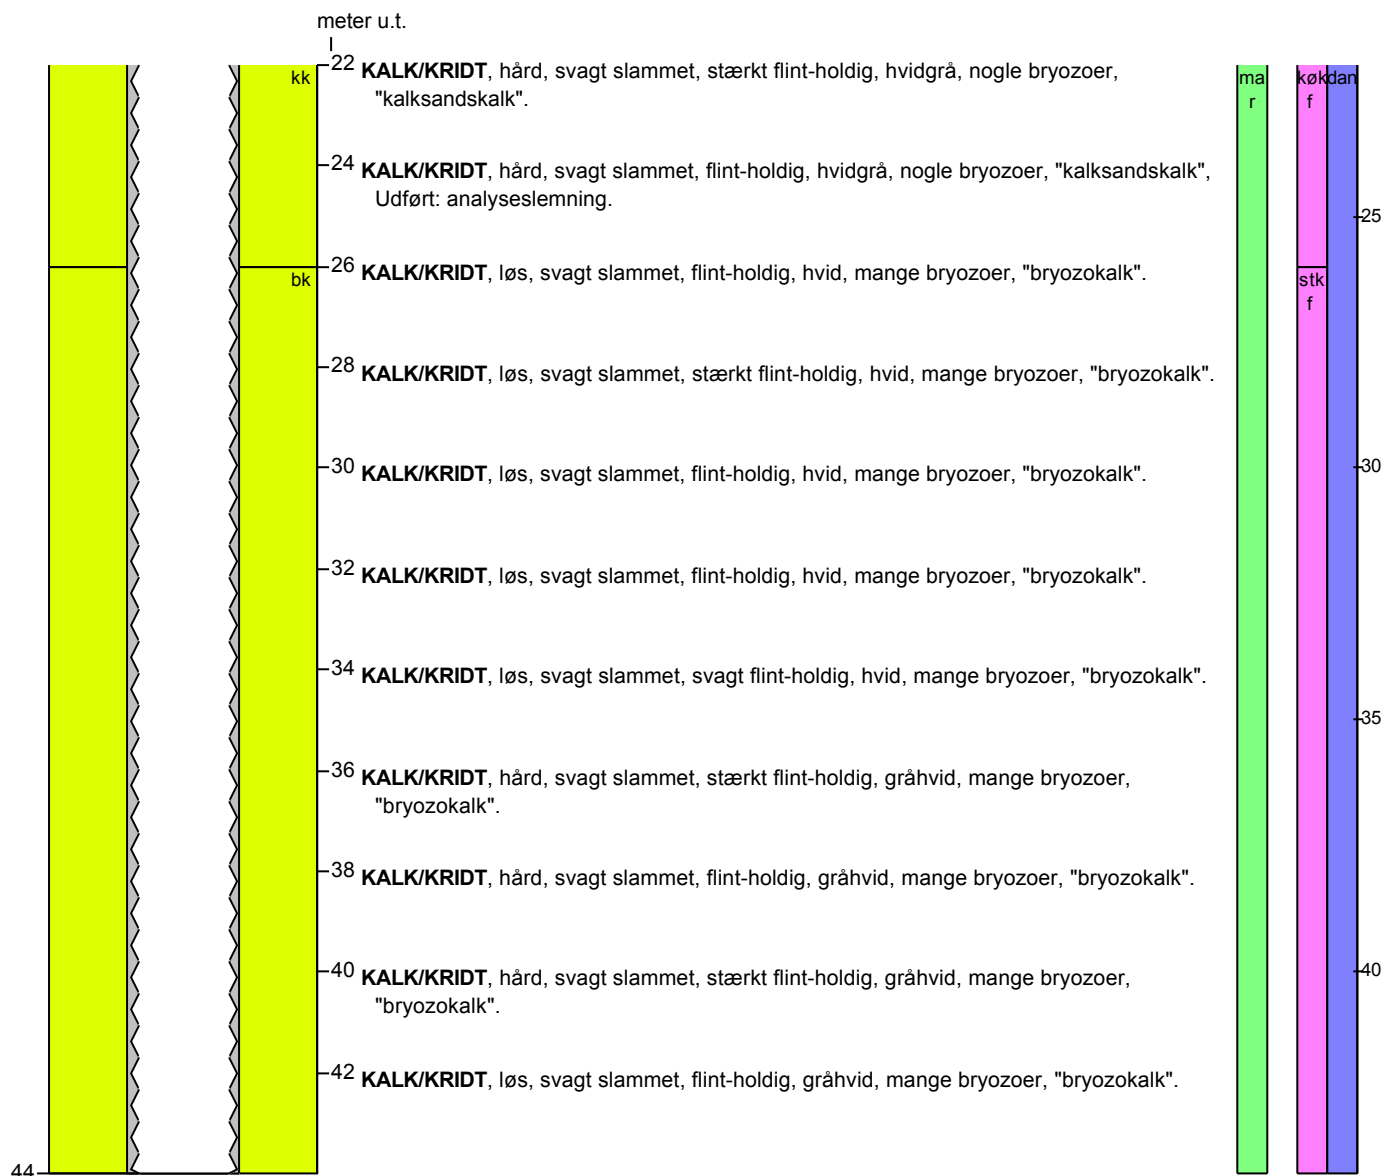 meter u.t.
22 KALK/KRIDT, hård, svagt slammet, stærkt flint-holdig, hvidgrå, nogle bryozoer,
"kalksandskalk".
kk
ma
r
køk
f
dan
24 KALK/KRIDT, hård, svagt slammet, flint-holdig, hvidgrå, nogle bryozoer, "kalksandskalk",
Udført: analyseslemning.
25
26 KALK/KRIDT, løs, svagt slammet, flint-holdig, hvid, mange bryozoer, "bryozokalk".
bk
stk
f
28 KALK/KRIDT, løs, svagt slammet, stærkt flint-holdig, hvid, mange bryozoer, "bryozokalk".
30 KALK/KRIDT, løs, svagt slammet, flint-holdig, hvid, mange bryozoer, "bryozokalk".
30
32 KALK/KRIDT, løs, svagt slammet, flint-holdig, hvid, mange bryozoer, "bryozokalk".
34 KALK/KRIDT, løs, svagt slammet, svagt flint-holdig, hvid, mange bryozoer, "bryozokalk".
35
36 KALK/KRIDT, hård, svagt slammet, stærkt flint-holdig, gråhvid, mange bryozoer,
"bryozokalk".
38 KALK/KRIDT, hård, svagt slammet, flint-holdig, gråhvid, mange bryozoer, "bryozokalk".
40 KALK/KRIDT, hård, svagt slammet, stærkt flint-holdig, gråhvid, mange bryozoer,
"bryozokalk".
40
42 KALK/KRIDT, løs, svagt slammet, flint-holdig, gråhvid, mange bryozoer, "bryozokalk".
44